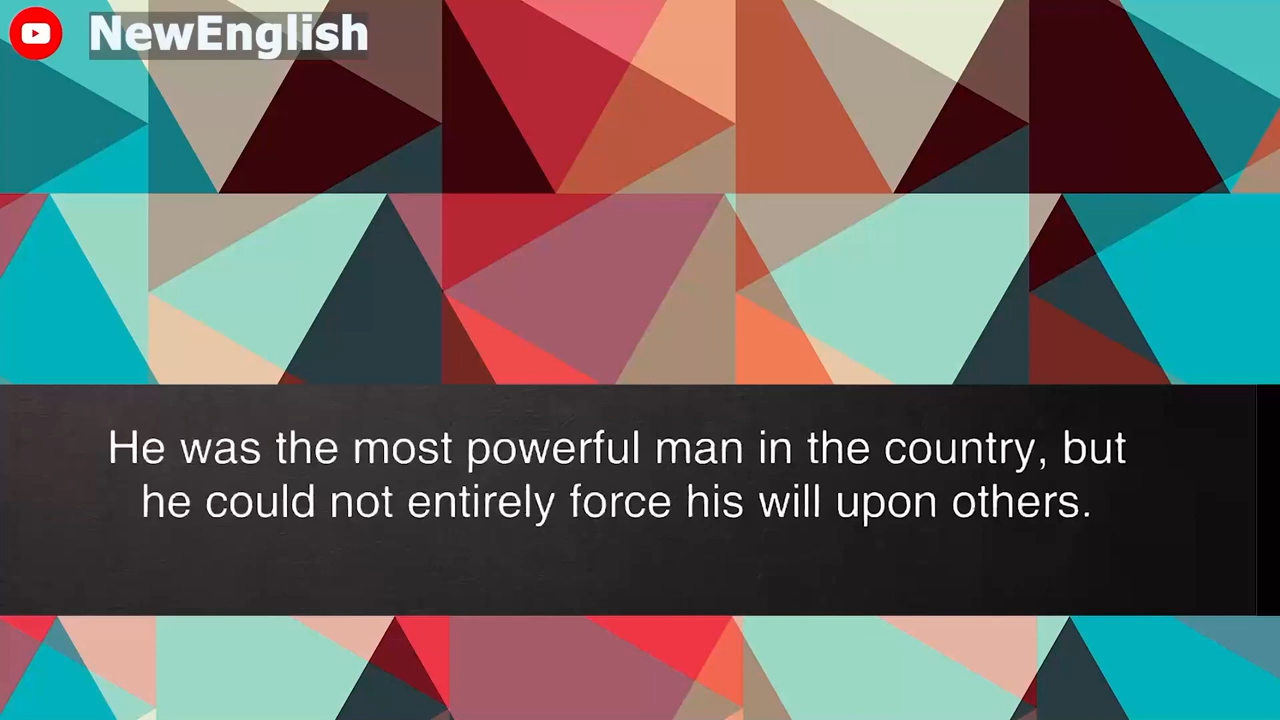 NewEnglish
He was the most powerful man in the country, but
he could not entirely force his will upon others.